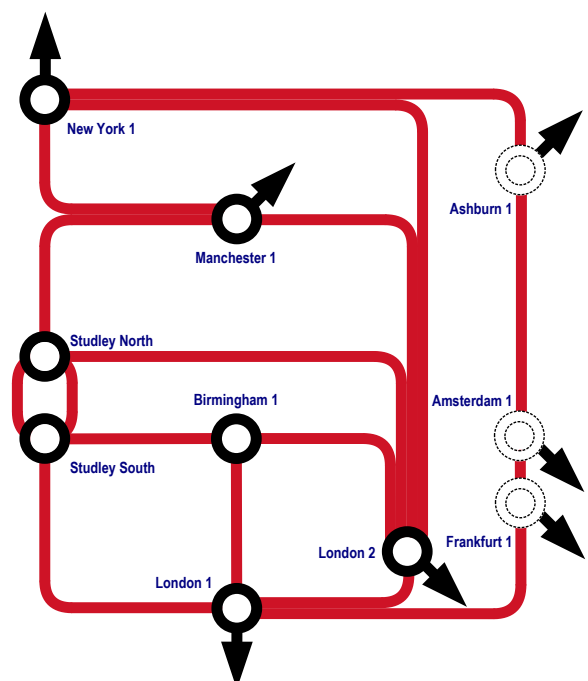 New York 1
Ashburn 1
Manchester 1
Studley North
Birmingham 1
Amsterdam 1
Studley South
Frankfurt 1
London 2
London 1